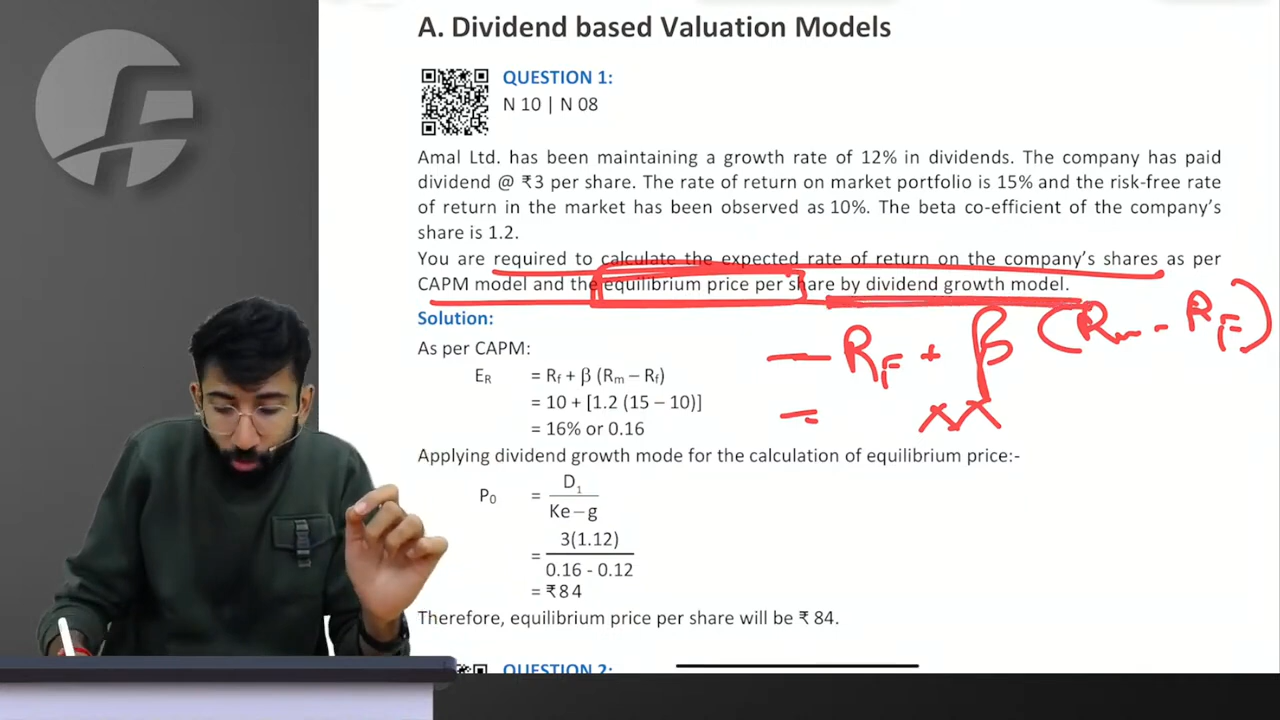 A. Dividend based Valuation Models
QUESTION 1:
N 10 | N 08
Amal Ltd. has been maintaining a growth rate of 12% in dividends. The company has paid
dividend @ ₹3 per share. The rate of return on market portfolio is 15% and the risk-free rate
of return in the market has been observed as 10%. The beta co-efficient of the company's
share is 1.2.
You are required to calculate the expected rate of return on the company's shares as per
CAPM model and the equilibrium price per share by dividend growth model.
Solution:
As per CAPM:
E_R = R_f + β (R_m – R_f)
= 10 + [1.2 (15 – 10)]
= 16% or 0.16
— R_F + β (R_m - R_F)
= XX
Applying dividend growth mode for the calculation of equilibrium price:-
P_0 = D_1
Ke – g
= 3(1.12)
0.16 - 0.12
= ₹84
Therefore, equilibrium price per share will be ₹ 84.
QUESTION 2: